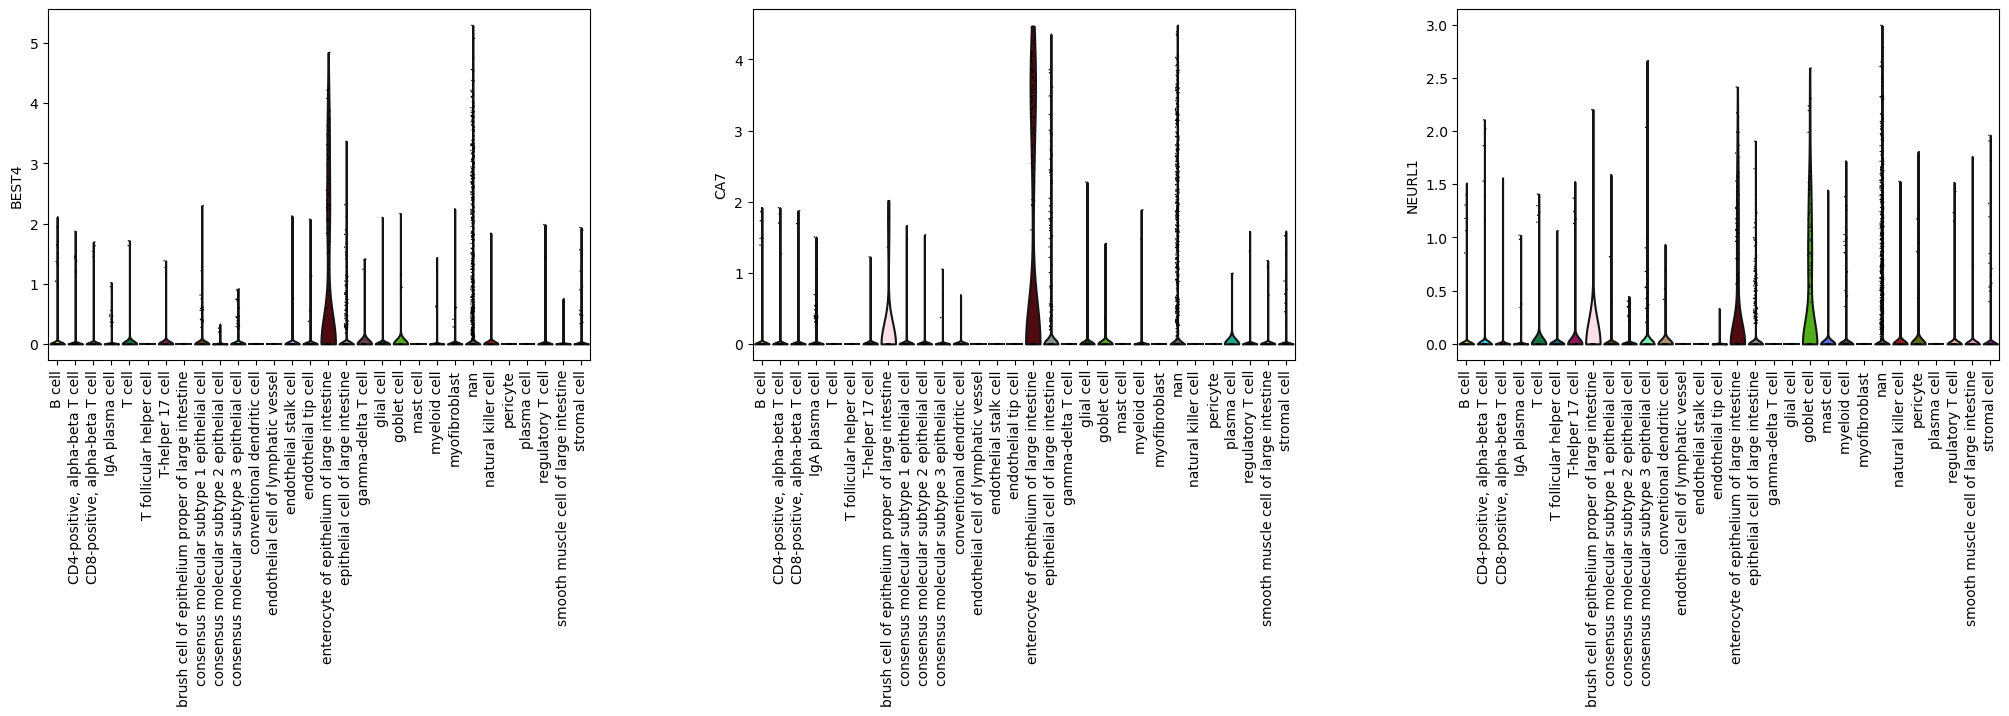 BEST4
5
4
3
2
1
0
B cell
CD4-positive, alpha-beta T cell
CD8-positive, alpha-beta T cell
IgA plasma cell
T cell
T follicular helper cell
T-helper 17 cell
brush cell of epithelium proper of large intestine
consensus molecular subtype 1 epithelial cell
consensus molecular subtype 2 epithelial cell
consensus molecular subtype 3 epithelial cell
conventional dendritic cell
endothelial cell of lymphatic vessel
endothelial stalk cell
endothelial tip cell
enterocyte of epithelium of large intestine
epithelial cell of large intestine
gamma-delta T cell
glial cell
goblet cell
mast cell
myeloid cell
myofibroblast
nan
natural killer cell
pericyte
plasma cell
regulatory T cell
smooth muscle cell of large intestine
stromal cell
CA7
4
3
2
1
0
B cell
CD4-positive, alpha-beta T cell
CD8-positive, alpha-beta T cell
IgA plasma cell
T cell
T follicular helper cell
T-helper 17 cell
brush cell of epithelium proper of large intestine
consensus molecular subtype 1 epithelial cell
consensus molecular subtype 2 epithelial cell
consensus molecular subtype 3 epithelial cell
conventional dendritic cell
endothelial cell of lymphatic vessel
endothelial stalk cell
endothelial tip cell
enterocyte of epithelium of large intestine
epithelial cell of large intestine
gamma-delta T cell
glial cell
goblet cell
mast cell
myeloid cell
myofibroblast
nan
natural killer cell
pericyte
plasma cell
regulatory T cell
smooth muscle cell of large intestine
stromal cell
NEURL1
3.0
2.5
2.0
1.5
1.0
0.5
0.0
B cell
CD4-positive, alpha-beta T cell
CD8-positive, alpha-beta T cell
IgA plasma cell
T cell
T follicular helper cell
T-helper 17 cell
brush cell of epithelium proper of large intestine
consensus molecular subtype 1 epithelial cell
consensus molecular subtype 2 epithelial cell
consensus molecular subtype 3 epithelial cell
conventional dendritic cell
endothelial cell of lymphatic vessel
endothelial stalk cell
endothelial tip cell
enterocyte of epithelium of large intestine
epithelial cell of large intestine
gamma-delta T cell
glial cell
goblet cell
mast cell
myeloid cell
myofibroblast
nan
natural killer cell
pericyte
plasma cell
regulatory T cell
smooth muscle cell of large intestine
stromal cell